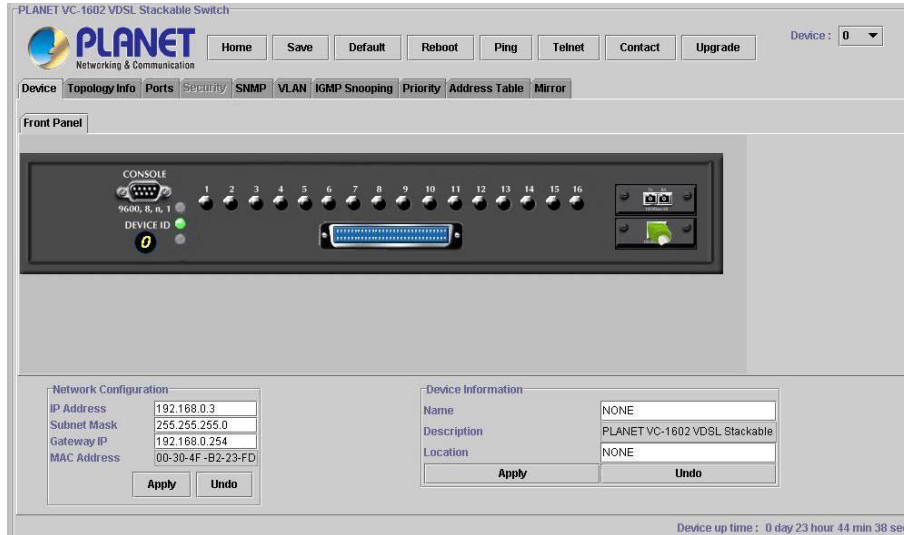 PLANET VC-1602 VDSL Stackable Switch
PLANET
Networking & Communication
Home Save Default Reboot Ping Telnet Contact Upgrade
Device : 0
Device Topology Info Ports Security SNMP VLAN IGMP Snooping Priority Address Table Mirror
Front Panel
CONSOLE
9600, 8, n, 1
DEVICE ID
0
1 2 3 4 5 6 7 8 9 10 11 12 13 14 15 16
Network Configuration
IP Address 192.168.0.3
Subnet Mask 255.255.255.0
Gateway IP 192.168.0.254
MAC Address 00-30-4F-B2-23-FD
Apply Undo
Device Information
Name NONE
Description PLANET VC-1602 VDSL Stackable
Location NONE
Apply Undo
Device up time : 0 day 23 hour 44 min 38 sec